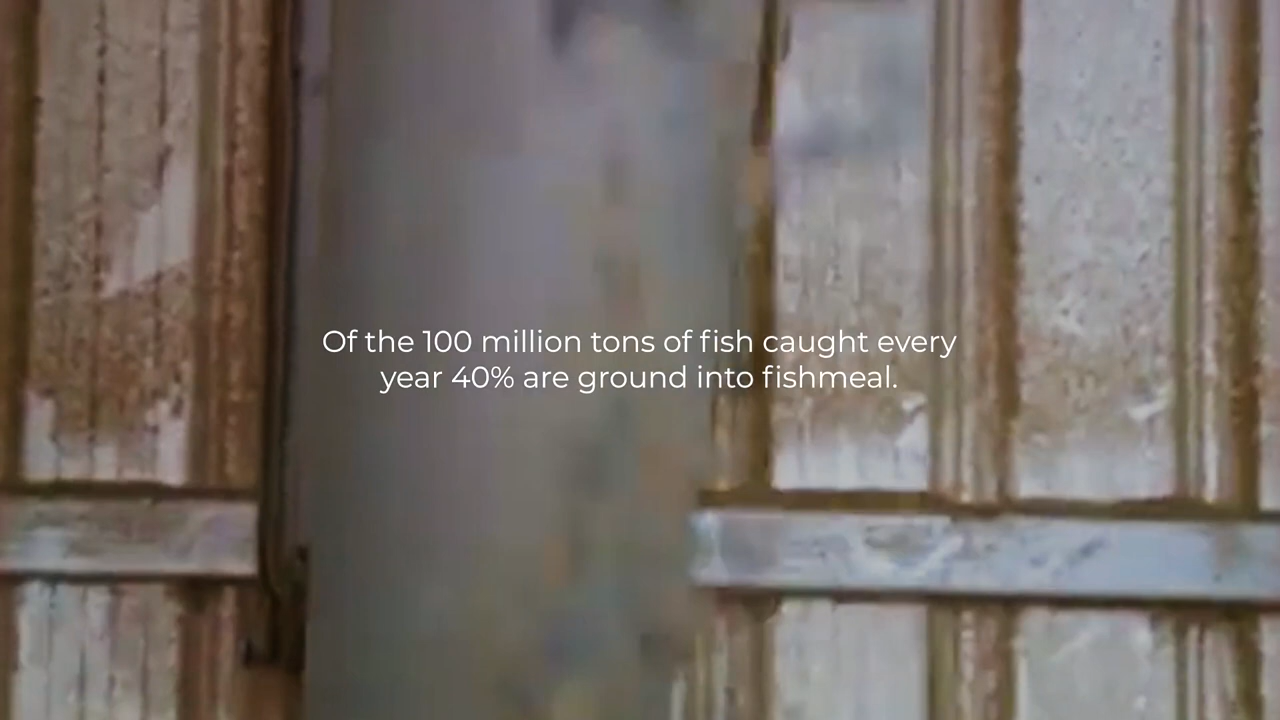 Of the 100 million tons of fish caught every
year 40% are ground into fishmeal.